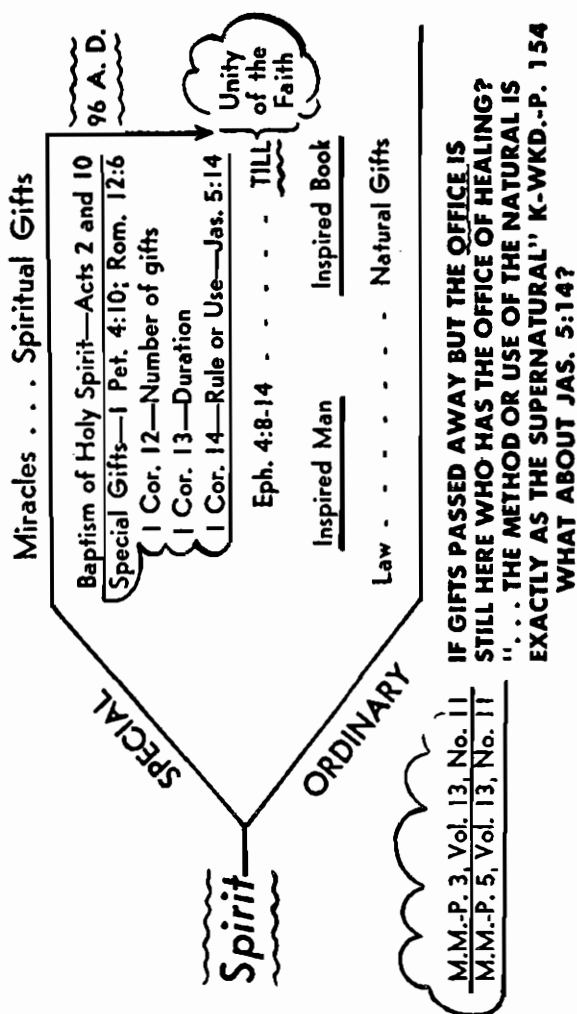 Miracles . . . Spiritual Gifts
96 A. D.
Baptism of Holy Spirit—Acts 2 and 10
Special Gifts—I Pet. 4:10; Rom. 12:6
I Cor. 12—Number of gifts
I Cor. 13—Duration
I Cor. 14—Rule or Use—Jas. 5:14
Eph. 4:8-14 - - - - - - TILL
Unity
of the
Faith
Inspired Man
Inspired Book
Law - - - - - - - - - Natural Gifts
SPECIAL
Spirit
ORDINARY
M.M.-P. 3, Vol. 13, No. 11
M.M.-P. 5, Vol. 13, No. 11
IF GIFTS PASSED AWAY BUT THE OFFICE IS
STILL HERE WHO HAS THE OFFICE OF HEALING?
". . . THE METHOD OR USE OF THE NATURAL IS
EXACTLY AS THE SUPERNATURAL" K-WKD.-P. 154
WHAT ABOUT JAS. 5:14?